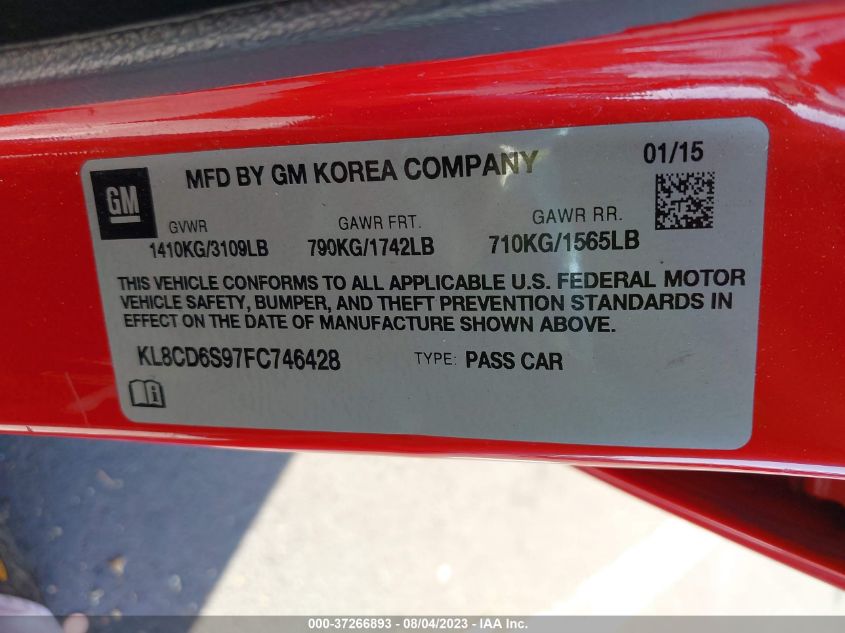 GM
MFD BY GM KOREA COMPANY
01/15
GVWR
1410KG/3109LB
GAWR FRT.
790KG/1742LB
GAWR RR.
710KG/1565LB
THIS VEHICLE CONFORMS TO ALL APPLICABLE U.S. FEDERAL MOTOR
VEHICLE SAFETY, BUMPER, AND THEFT PREVENTION STANDARDS IN
EFFECT ON THE DATE OF MANUFACTURE SHOWN ABOVE.
KL8CD6S97FC746428
TYPE: PASS CAR
000-37266893 - 08/04/2023 - IAA Inc.